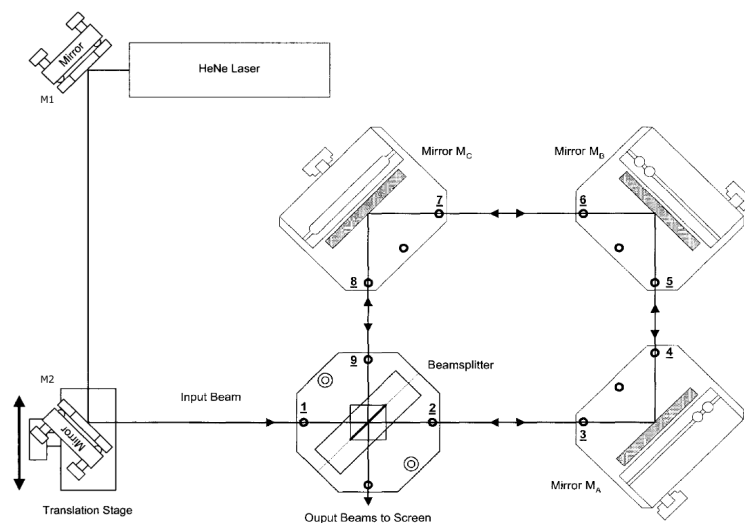 Mirror
HeNe Laser
M1
Mirror M_C
Mirror M_B
7
6
8
5
M2
9
Beamsplitter
4
Input Beam
1
2
3
Mirror
Mirror M_A
Translation Stage
Ouput Beams to Screen